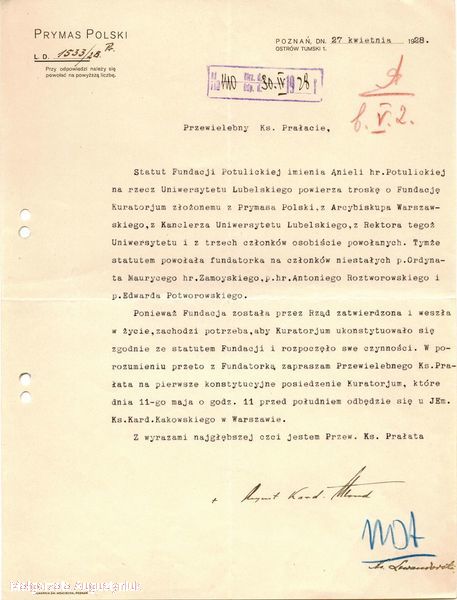 PRYMAS POLSKI
L. D. 1533/28. Pr.
Przy odpowiedzi należy się
powołać na powyższą liczbę.
POZNAŃ, DN. 27 kwietnia 1928.
OSTRÓW TUMSKI 1.
1110 30. IV 1928 r
V. 2.
Przewielebny Ks. Prałacie,
Statut Fundacji Potulickiej imienia Anieli hr.Potulickiej
na rzecz Uniwersytetu Lubelskiego powierza troskę o Fundację
Kuratorjum złożonemu z Prymasa Polski,z Arcybiskupa Warszaw-
skiego,z Kanclerza Uniwersytetu Lubelskiego,z Rektora tegoż
Uniwersytetu i z trzech członków osobiście powołanych. Tymże
statutem powołała fundatorka na członków niestałych p.Ordyna-
ta Maurycego hr.Zamoyskiego,p.hr.Antoniego Roztworowskiego i
p.Edwarda Potworowskiego.
Ponieważ Fundacja została przez Rząd zatwierdzona i weszła
w życie,zachodzi potrzeba,aby Kuratorjum ukonstytuowało się
zgodnie ze statutem Fundacji i rozpoczęło swe czynności. W po-
rozumieniu przeto z Fundatorką zapraszam Przewielebnego Ks.Pra-
łata na pierwsze konstytucyjne posiedzenie Kuratorjum, które
dnia 11-go maja o godz. 11 przed południem odbędzie się u JEm.
Ks.Kard.Kakowskiego w Warszawie.
Z wyrazami najgłębszej czci jestem Przew. Ks. Prałata
+ August Kard. Hlond